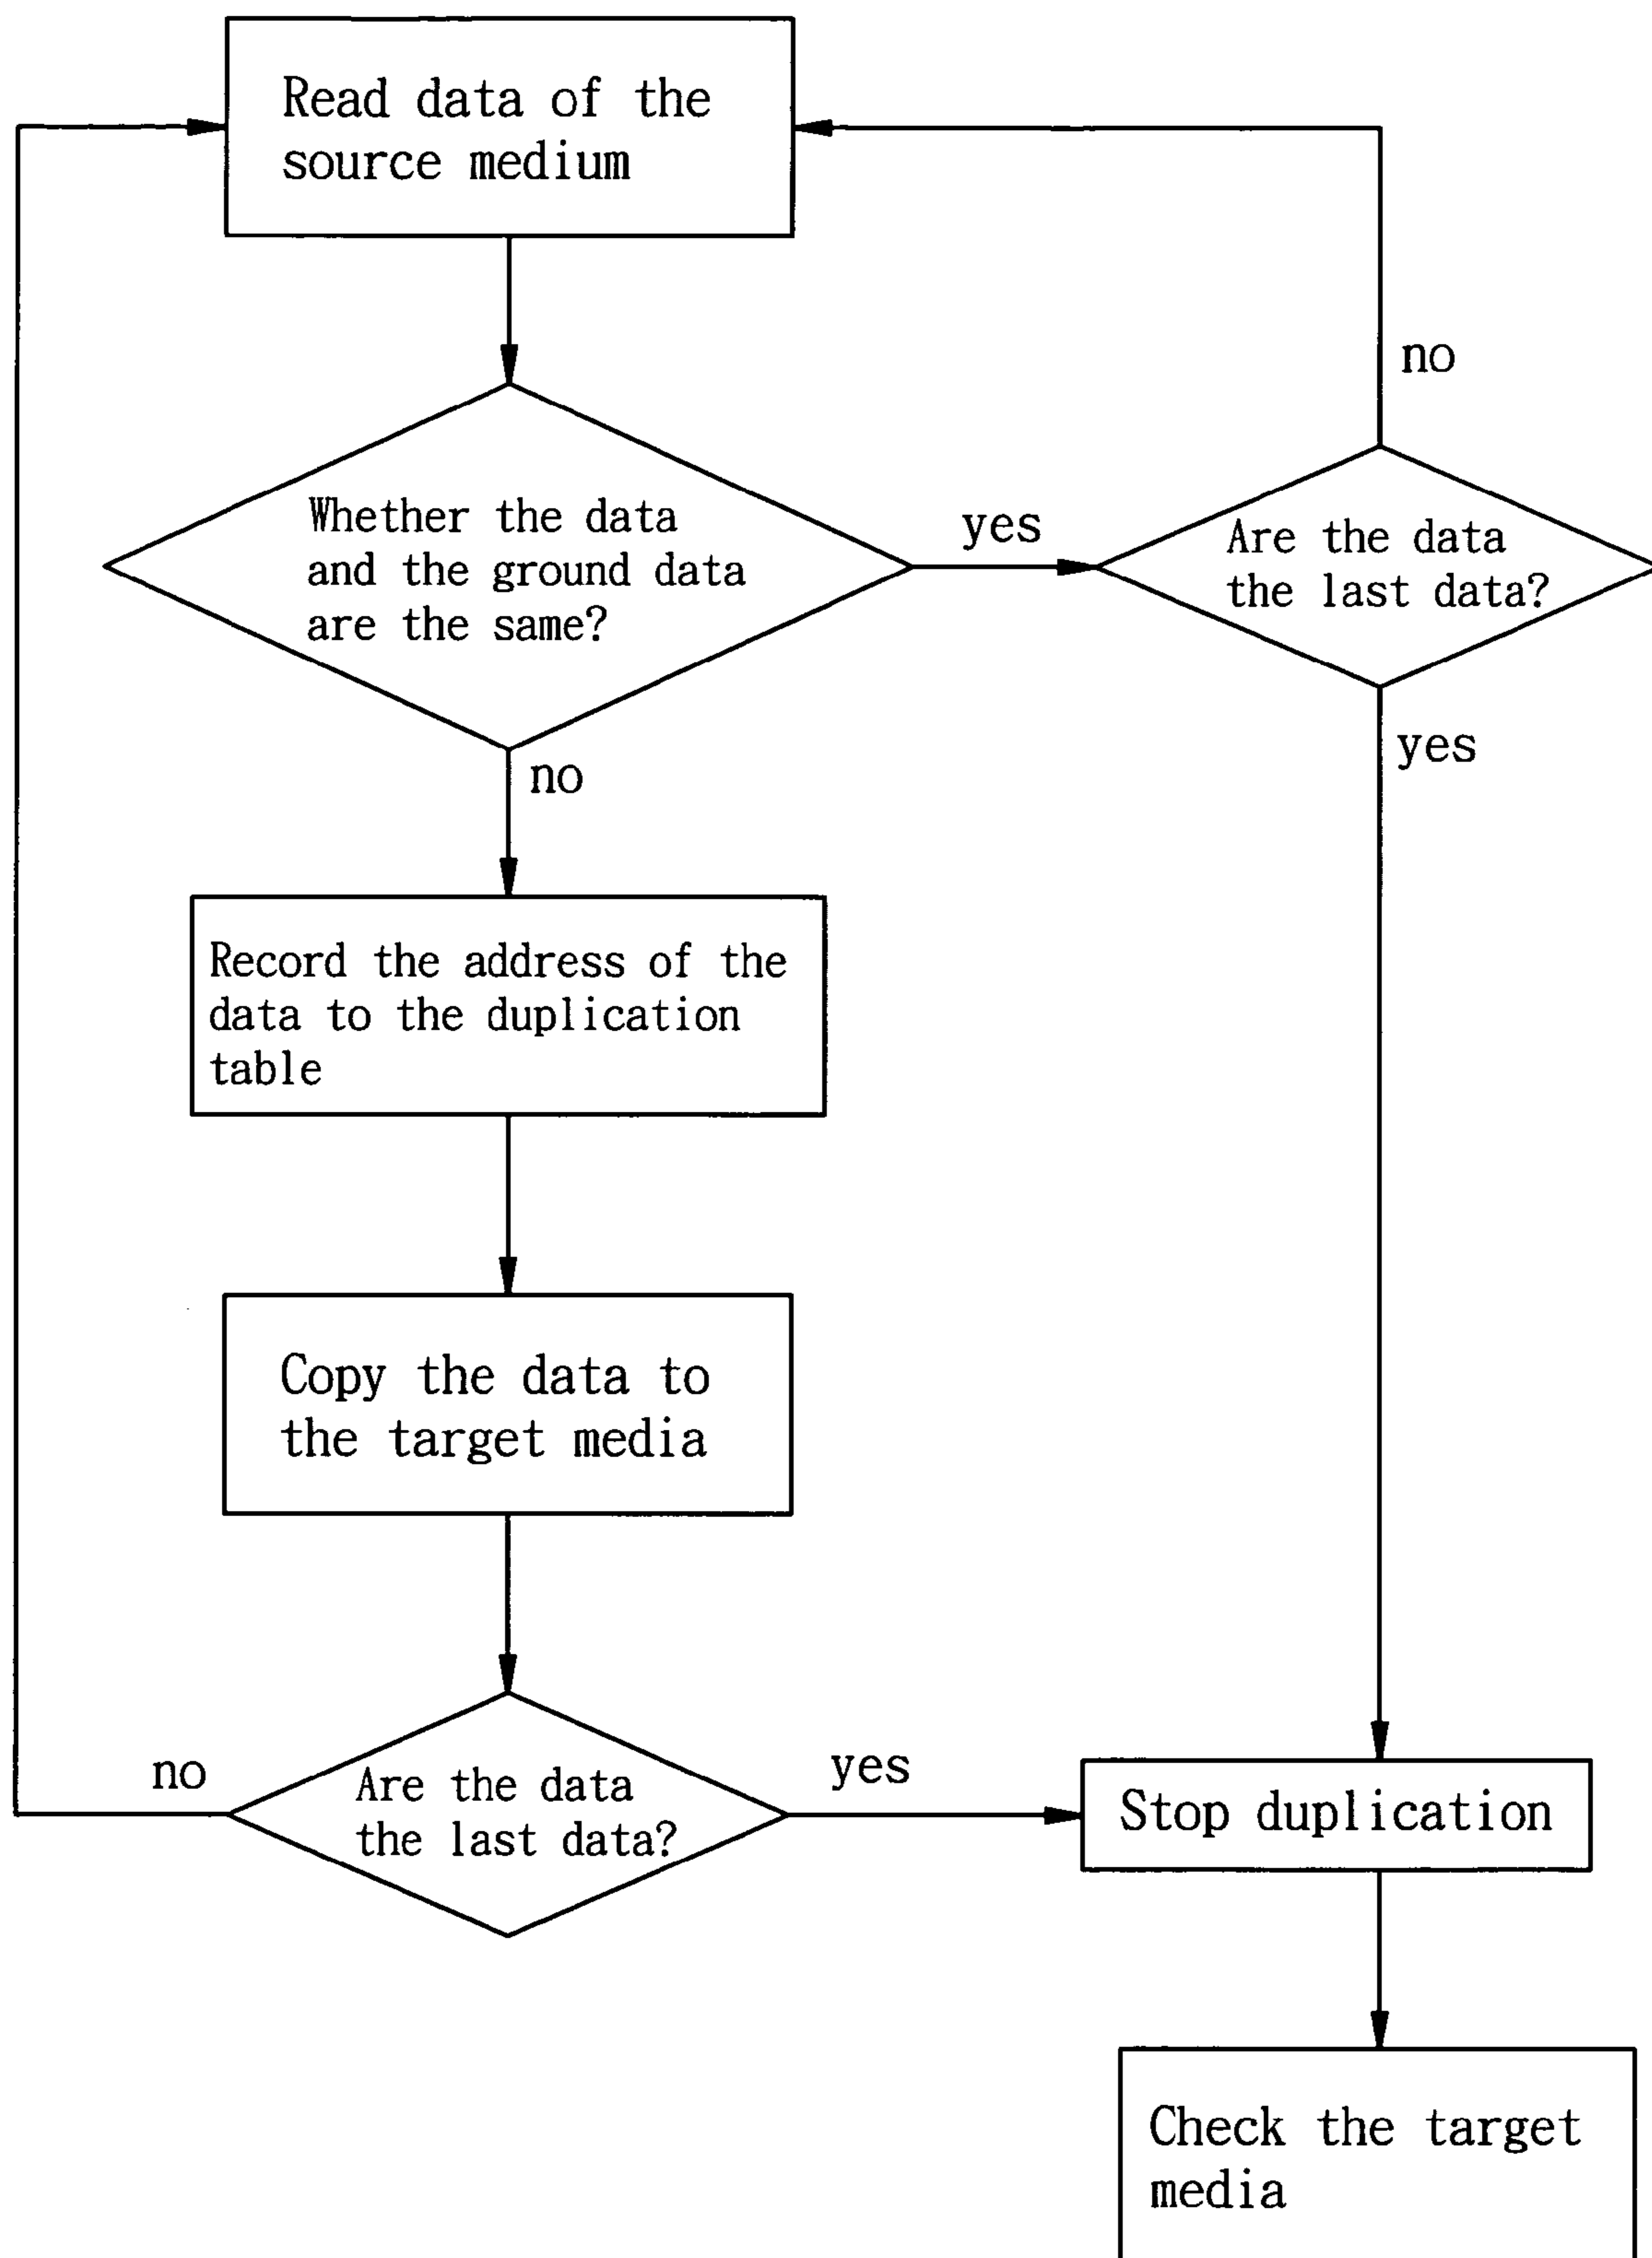 Read data of the
source medium
no
Whether the data
and the ground data
are the same?
yes
Are the data
the last data?
no
yes
Record the address of the
data to the duplication
table
Copy the data to
the target media
no
Are the data
the last data?
yes
Stop duplication
Check the target
media